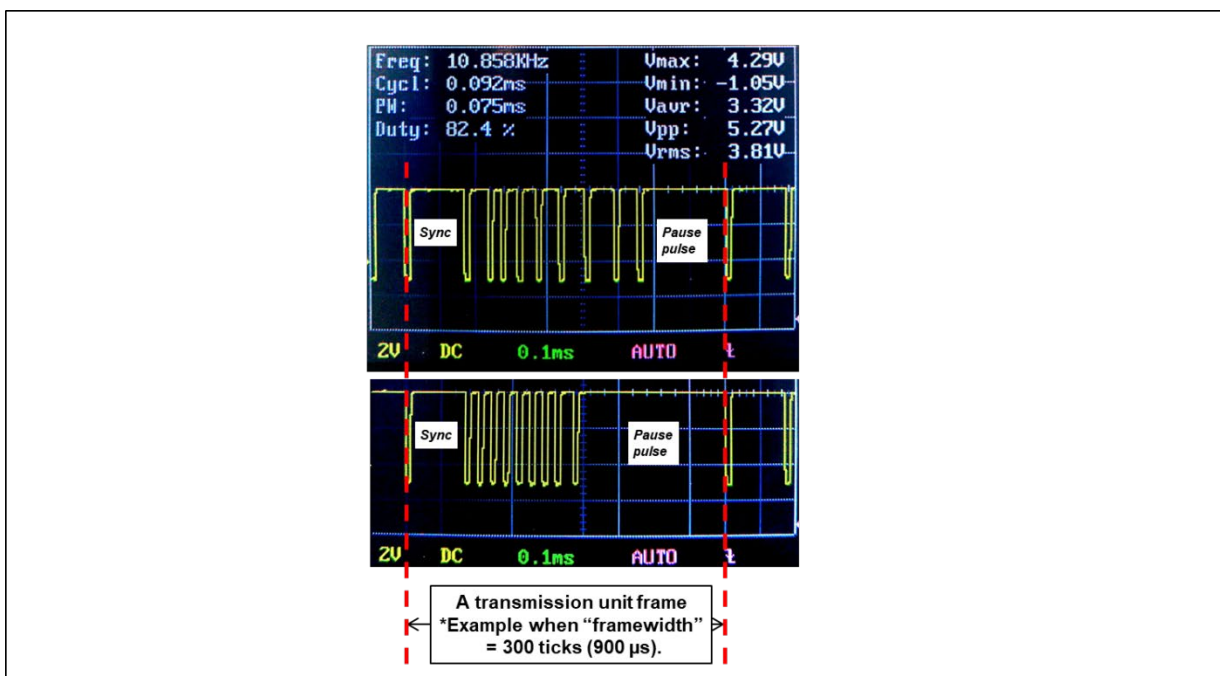 Freq: 10.858KHz Vmax: 4.29V
Cycl: 0.092ms Vmin: -1.05V
PW: 0.075ms Vavr: 3.32V
Duty: 82.4 % Vpp: 5.27V
Vrms: 3.81V
Sync
Pause
pulse
2V DC 0.1ms AUTO
Sync
Pause
pulse
2V DC 0.1ms AUTO
A transmission unit frame
*Example when “framewidth”
= 300 ticks (900 µs).